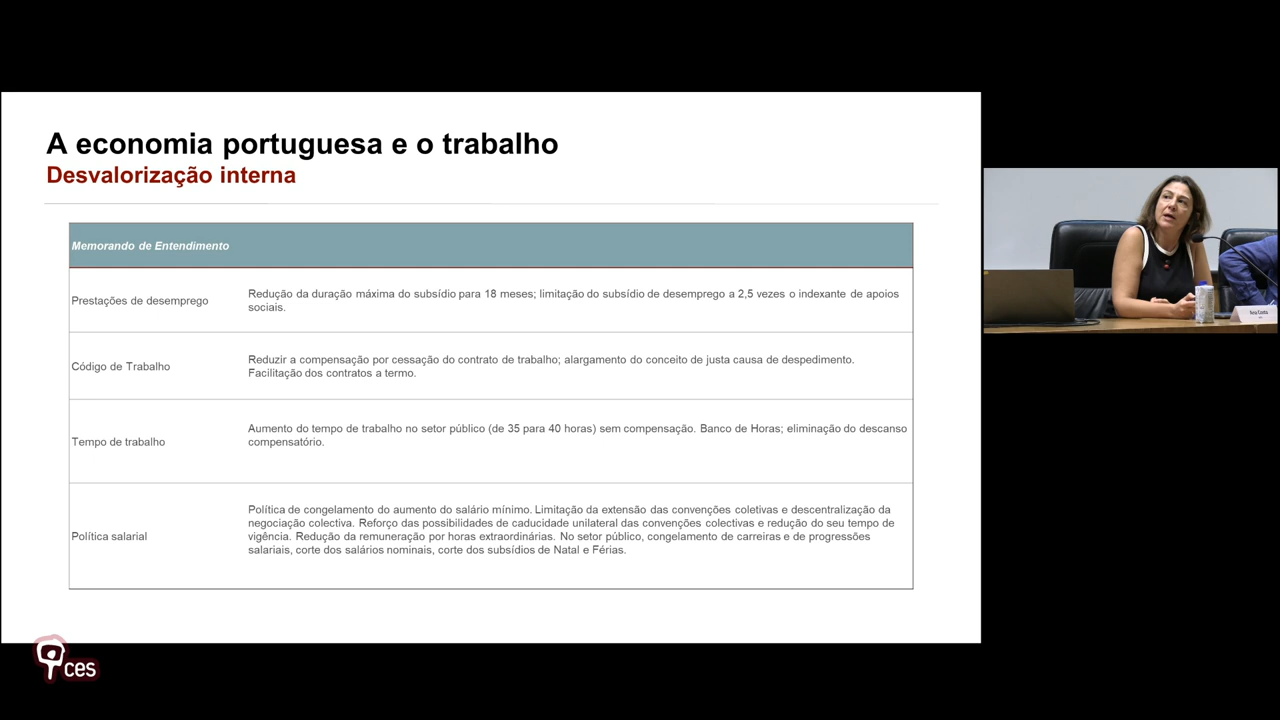 A economia portuguesa e o trabalho
Desvalorização interna
Memorando de Entendimento
Prestações de desemprego
Redução da duração máxima do subsídio para 18 meses; limitação do subsídio de desemprego a 2,5 vezes o indexante de apoios
sociais.
Código de Trabalho
Reduzir a compensação por cessação do contrato de trabalho; alargamento do conceito de justa causa de despedimento.
Facilitação dos contratos a termo.
Tempo de trabalho
Aumento do tempo de trabalho no setor público (de 35 para 40 horas) sem compensação. Banco de Horas; eliminação do descanso
compensatório.
Política salarial
Política de congelamento do aumento do salário mínimo. Limitação da extensão das convenções coletivas e descentralização da
negociação colectiva. Reforço das possibilidades de caducidade unilateral das convenções colectivas e redução do seu tempo de
vigência. Redução da remuneração por horas extraordinárias. No setor público, congelamento de carreiras e de progressões
salariais, corte dos salários nominais, corte dos subsídios de Natal e Férias.
ces